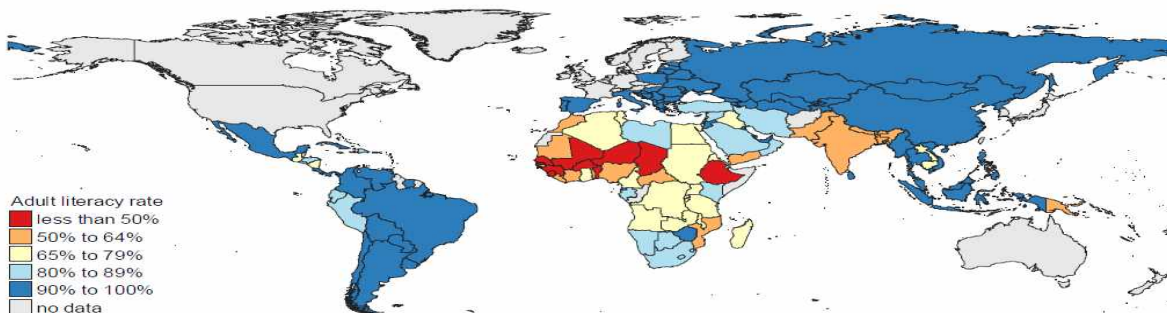 Adult literacy rate
less than 50%
50% to 64%
65% to 79%
80% to 89%
90% to 100%
no data